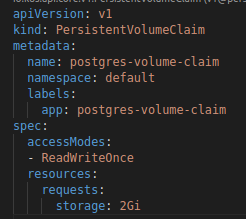 apiVersion: v1
kind: PersistentVolumeClaim
metadata:
  name: postgres-volume-claim
  namespace: default
  labels:
    app: postgres-volume-claim
spec:
  accessModes:
  - ReadWriteOnce
  resources:
    requests:
      storage: 2Gi